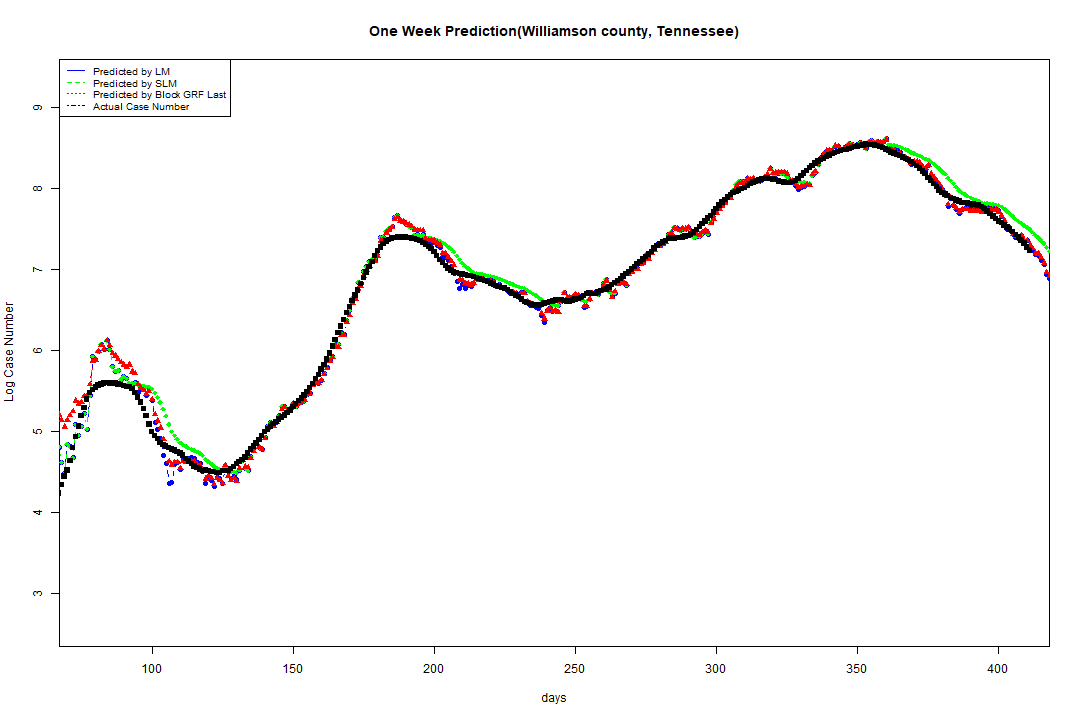 One Week Prediction(Williamson county, Tennessee)
Predicted by LM
Predicted by SLM
Predicted by Block GRF Last
Actual Case Number
9
8
7
6
5
4
3
Log Case Number
100 150 200 250 300 350 400
days